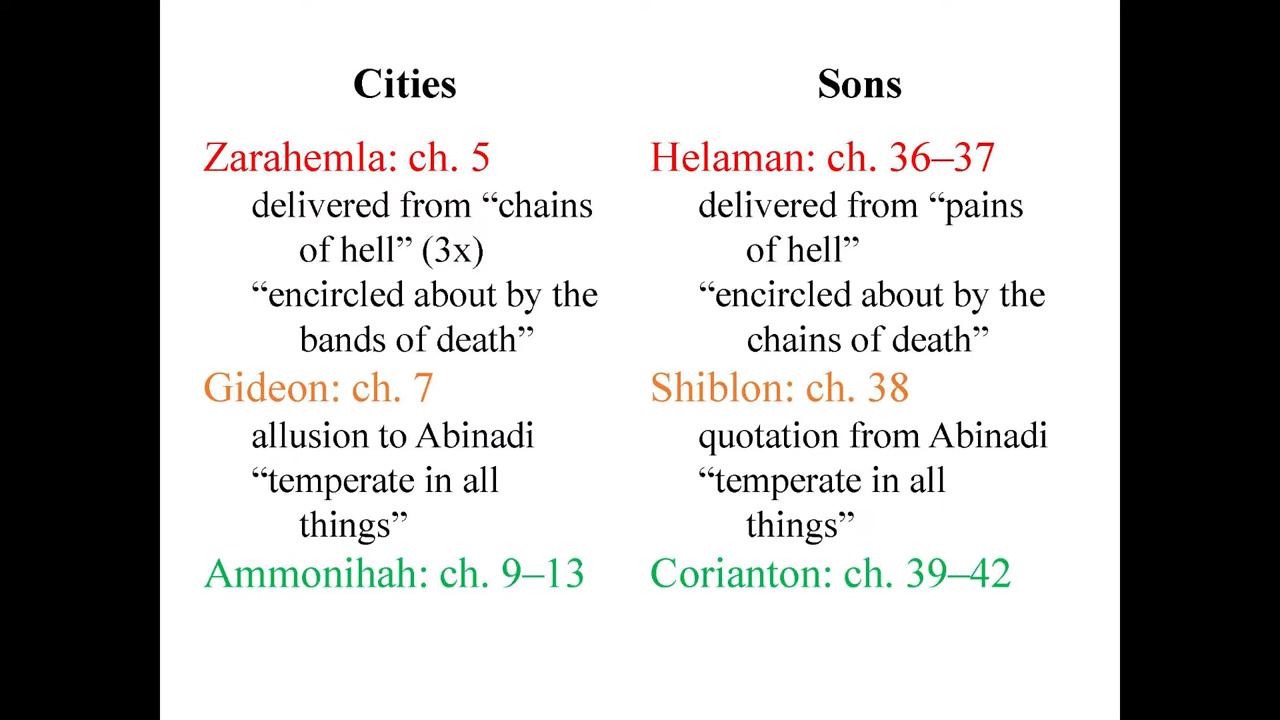 Cities
Zarahemla: ch. 5
delivered from “chains
of hell” (3x)
“encircled about by the
bands of death”
Gideon: ch. 7
allusion to Abinadi
“temperate in all
things”
Ammonihah: ch. 9–13
Sons
Helaman: ch. 36–37
delivered from “pains
of hell”
“encircled about by the
chains of death”
Shiblon: ch. 38
quotation from Abinadi
“temperate in all
things”
Corianton: ch. 39–42